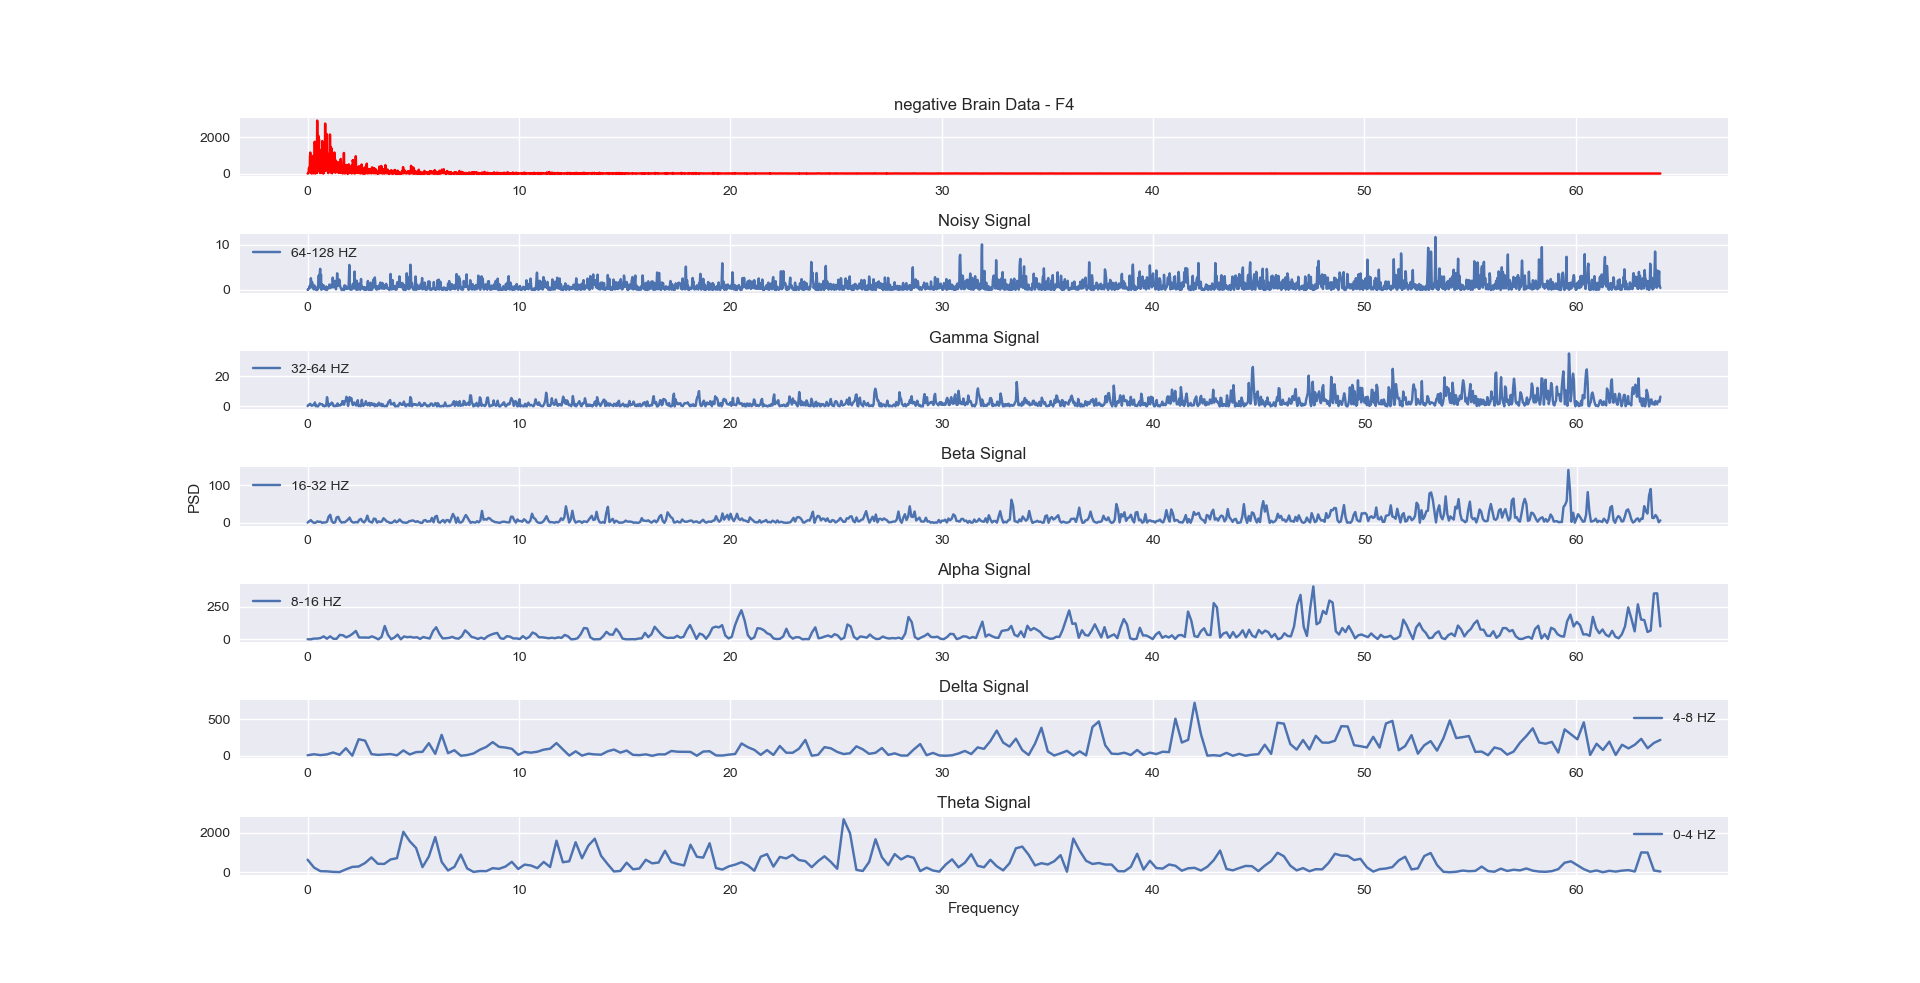 negative Brain Data - F4
2000
0
0 10 20 30 40 50 60
Noisy Signal
64-128 HZ
10
0
0 10 20 30 40 50 60
Gamma Signal
32-64 HZ
20
0
0 10 20 30 40 50 60
Beta Signal
16-32 HZ
100
PSD
0
0 10 20 30 40 50 60
Alpha Signal
8-16 HZ
250
0
0 10 20 30 40 50 60
Delta Signal
4-8 HZ
500
0
0 10 20 30 40 50 60
Theta Signal
0-4 HZ
2000
0
0 10 20 30 40 50 60
Frequency